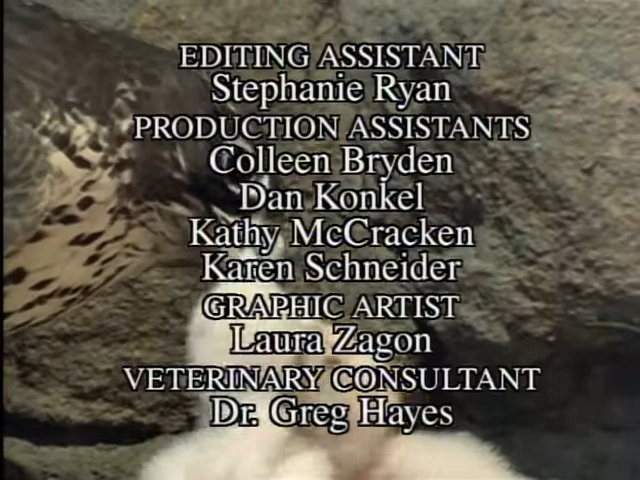 EDITING ASSISTANT
Stephanie Ryan
PRODUCTION ASSISTANTS
Colleen Bryden
Dan Konkel
Kathy McCracken
Karen Schneider
GRAPHIC ARTIST
Laura Zagon
VETERINARY CONSULTANT
Dr. Greg Hayes